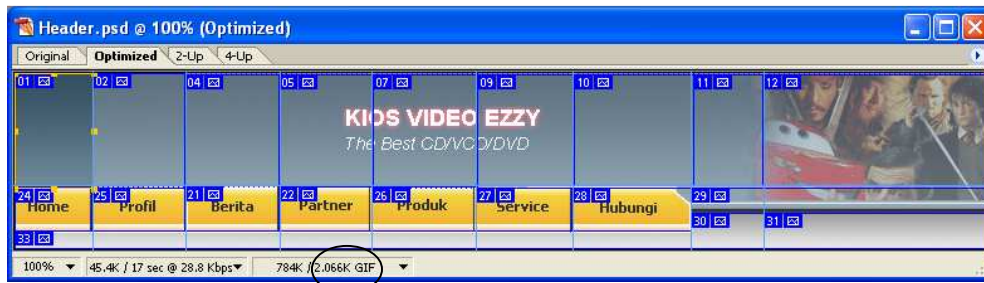 Header.psd @ 100% (Optimized)
Original Optimized 2-Up 4-Up
01 02 04 05 07 09 10 11 12
KIOS VIDEO EZZY
The Best CD/VCD/DVD
24 25 21 22 26 27 28 29
Home Profil Berita Partner Produk Service Hubungi
30 31
33
100% 45.4K / 17 sec @ 28.8 Kbps 784K / 2.066K GIF